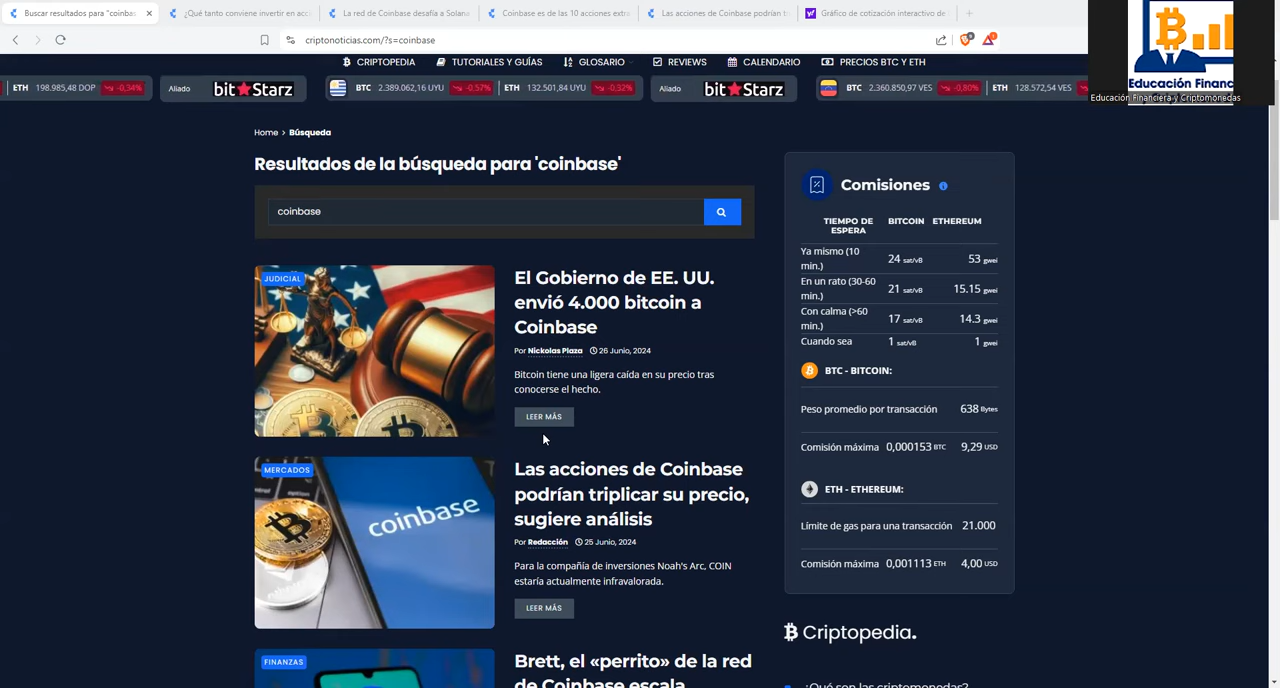 Buscar resultados para "coinbas
¿Qué tanto conviene invertir en acci
La red de Coinbase desafía a Solana
Coinbase es de las 10 acciones extra
Las acciones de Coinbase podrían tr
Gráfico de cotización interactivo de
criptonoticias.com/?s=coinbase
Educación Financ
Educación Financiera y Criptomonedas
CRIPTOPEDIA
TUTORIALES Y GUÍAS
GLOSARIO
REVIEWS
CALENDARIO
PRECIOS BTC Y ETH
ETH 198.985,48 DOP -0,34%
Aliado bitStarz
BTC 2.389.062,16 UYU -0,57% ETH 132.501,84 UYU -0,32%
Aliado bitStarz
BTC 2.360.850,97 VES -0,80% ETH 128.572,54 VES
Home > Búsqueda
Resultados de la búsqueda para 'coinbase'
coinbase
JUDICIAL
El Gobierno de EE. UU.
envió 4.000 bitcoin a
Coinbase
Por Nickolas Plaza 26 Junio, 2024
Bitcoin tiene una ligera caída en su precio tras
conocerse el hecho.
LEER MÁS
MERCADOS
coinbase
Las acciones de Coinbase
podrían triplicar su precio,
sugiere análisis
Por Redacción 25 Junio, 2024
Para la compañía de inversiones Noah's Arc, COIN
estaría actualmente infravalorada.
LEER MÁS
FINANZAS
Brett, el «perrito» de la red
de Coinbase escala
Comisiones
TIEMPO DE
ESPERA
BITCOIN ETHEREUM
Ya mismo (10
min.)
24 sat/vB 53 gwei
En un rato (30-60
min.)
21 sat/vB 15.15 gwei
Con calma (>60
min.)
17 sat/vB 14.3 gwei
Cuando sea 1 sat/vB 1 gwei
BTC - BITCOIN:
Peso promedio por transacción 638 Bytes
Comisión máxima 0,000153 BTC 9,29 USD
ETH - ETHEREUM:
Límite de gas para una transacción 21.000
Comisión máxima 0,001113 ETH 4,00 USD
Criptopedia.
¿Qué son las criptomonedas?